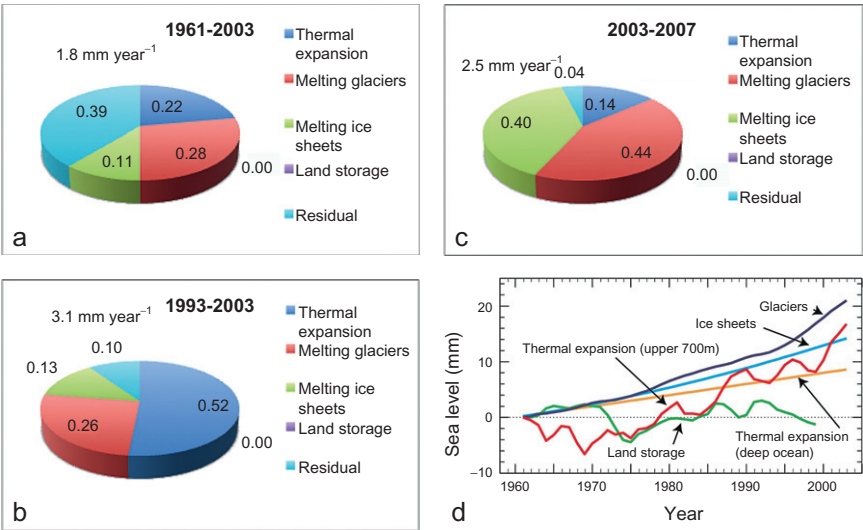 1961-2003
1.8 mm year⁻¹
0.39
0.22
0.11
0.28
0.00
Thermal
expansion
Melting glaciers
Melting ice
sheets
Land storage
Residual
a
2003-2007
2.5 mm year⁻¹
0.04
0.14
0.40
0.44
0.00
Thermal
expansion
Melting glaciers
Melting ice
sheets
Land storage
Residual
c
1993-2003
3.1 mm year⁻¹
0.10
0.13
0.52
0.26
0.00
Thermal
expansion
Melting glaciers
Melting ice
sheets
Land storage
Residual
b
Sea level (mm)
20
10
0
−10
Glaciers
Ice sheets
Thermal expansion (upper 700m)
Land storage
Thermal expansion
(deep ocean)
1960
1970
1980
1990
2000
Year
d